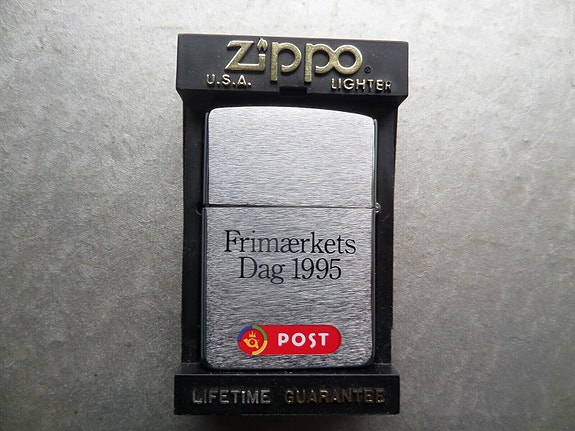 Zippo®
U.S.A. LIGHTER
Frimærkets
Dag 1995
POST
LIFETIME GUARANTEE